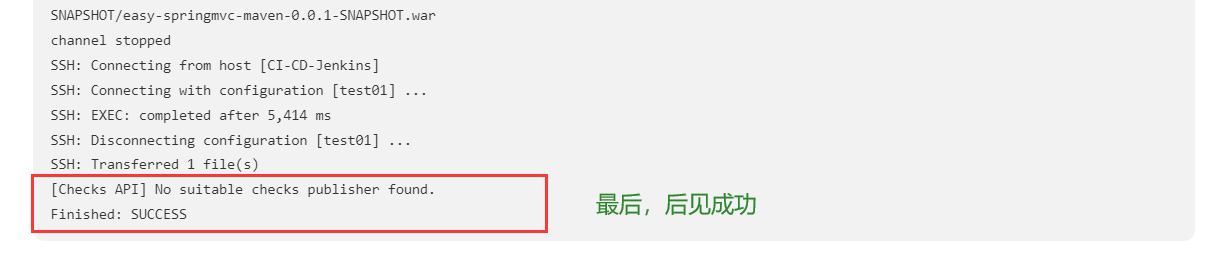 SNAPSHOT/easy-springmvc-maven-0.0.1-SNAPSHOT.war
channel stopped
SSH: Connecting from host [CI-CD-Jenkins]
SSH: Connecting with configuration [test01] ...
SSH: EXEC: completed after 5,414 ms
SSH: Disconnecting configuration [test01] ...
SSH: Transferred 1 file(s)
[Checks API] No suitable checks publisher found.
Finished: SUCCESS
最后，后见成功